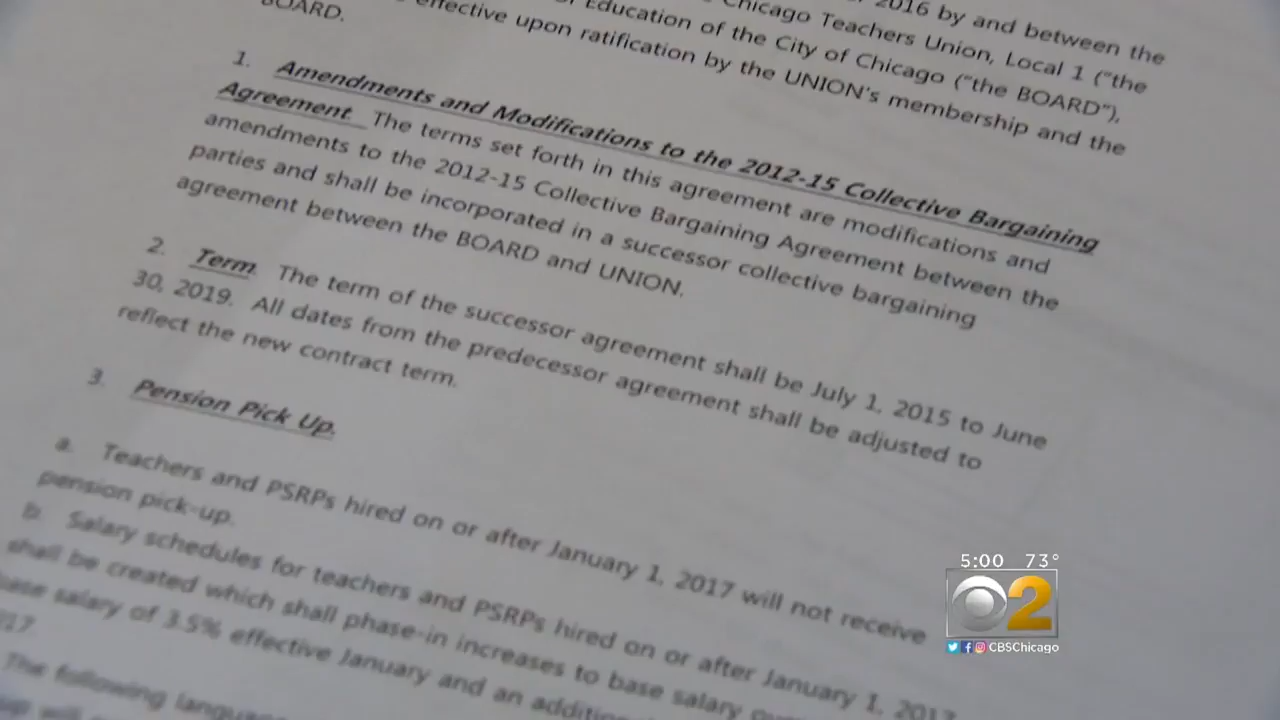 2016 by and between the
Chicago Teachers Union, Local 1 ("the
Education of the City of Chicago ("the BOARD"),
effective upon ratification by the UNION's membership and the
BOARD.
1. Amendments and Modifications to the 2012-15 Collective Bargaining
Agreement. The terms set forth in this agreement are modifications and
amendments to the 2012-15 Collective Bargaining Agreement between the
parties and shall be incorporated in a successor collective bargaining
agreement between the BOARD and UNION.
2. Term. The term of the successor agreement shall be July 1, 2015 to June
30, 2019. All dates from the predecessor agreement shall be adjusted to
reflect the new contract term.
3. Pension Pick Up.
a. Teachers and PSRPs hired on or after January 1, 2017 will not receive
pension pick-up.
b. Salary schedules for teachers and PSRPs hired on or after January 1, 2017
shall be created which shall phase-in increases to base salary
base salary of 3.5% effective January and an
The following
will
5:00 73°
2
CBSChicago